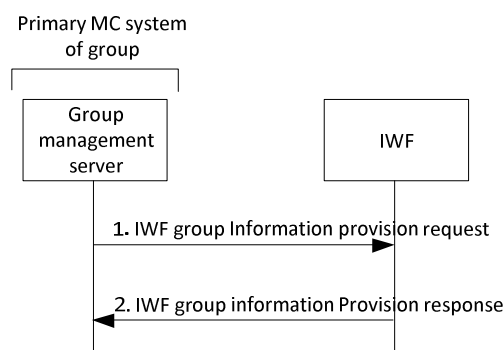 Primary MC system
of group
Group
management
server
IWF
1. IWF group Information provision request
2. IWF group information Provision response